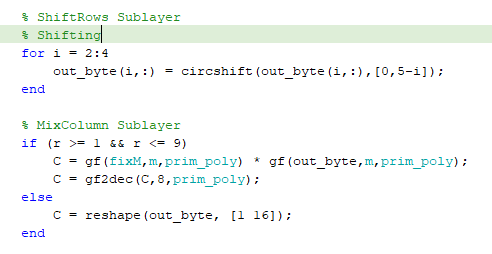 % ShiftRows Sublayer
% Shifting
for i = 2:4
    out_byte(i,:) = circshift(out_byte(i,:),[0,5-i]);
end

% MixColumn Sublayer
if (r >= 1 && r <= 9)
    C = gf(fixM,m,prim_poly) * gf(out_byte,m,prim_poly);
    C = gf2dec(C,8,prim_poly);
else
    C = reshape(out_byte, [1 16]);
end